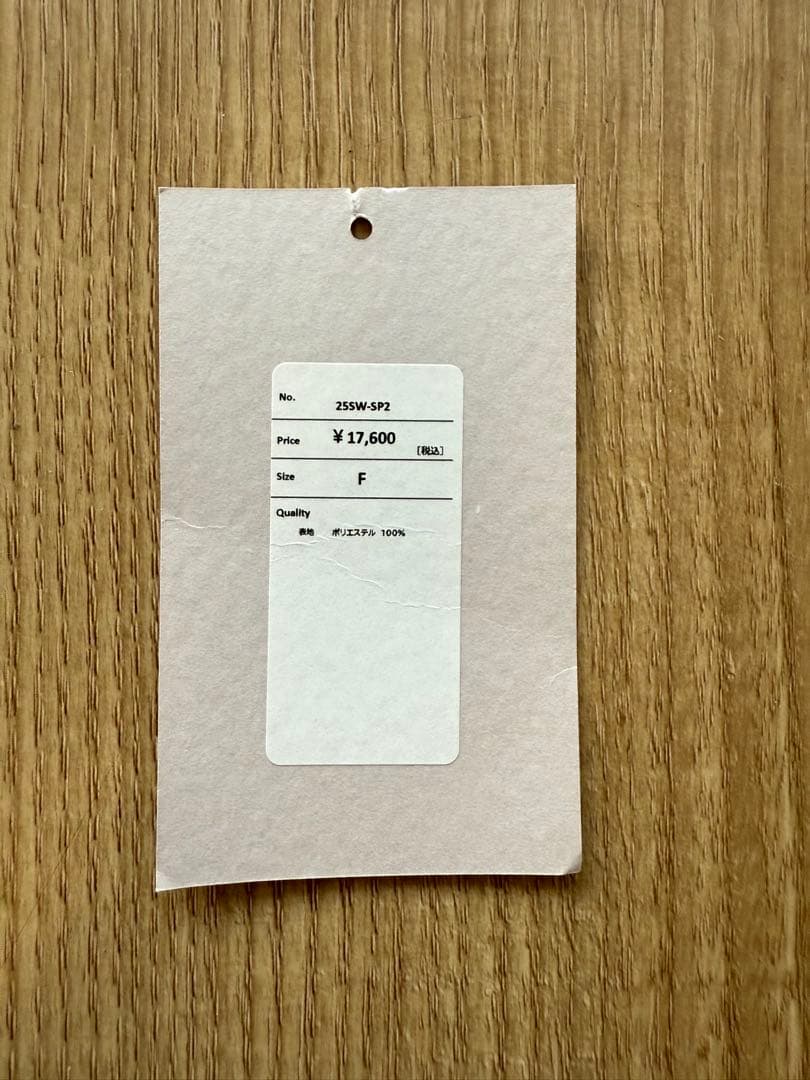 No. 25SW-SP2
Price ￥17,600 [税込]
Size F
Quality
表地 ポリエステル 100%